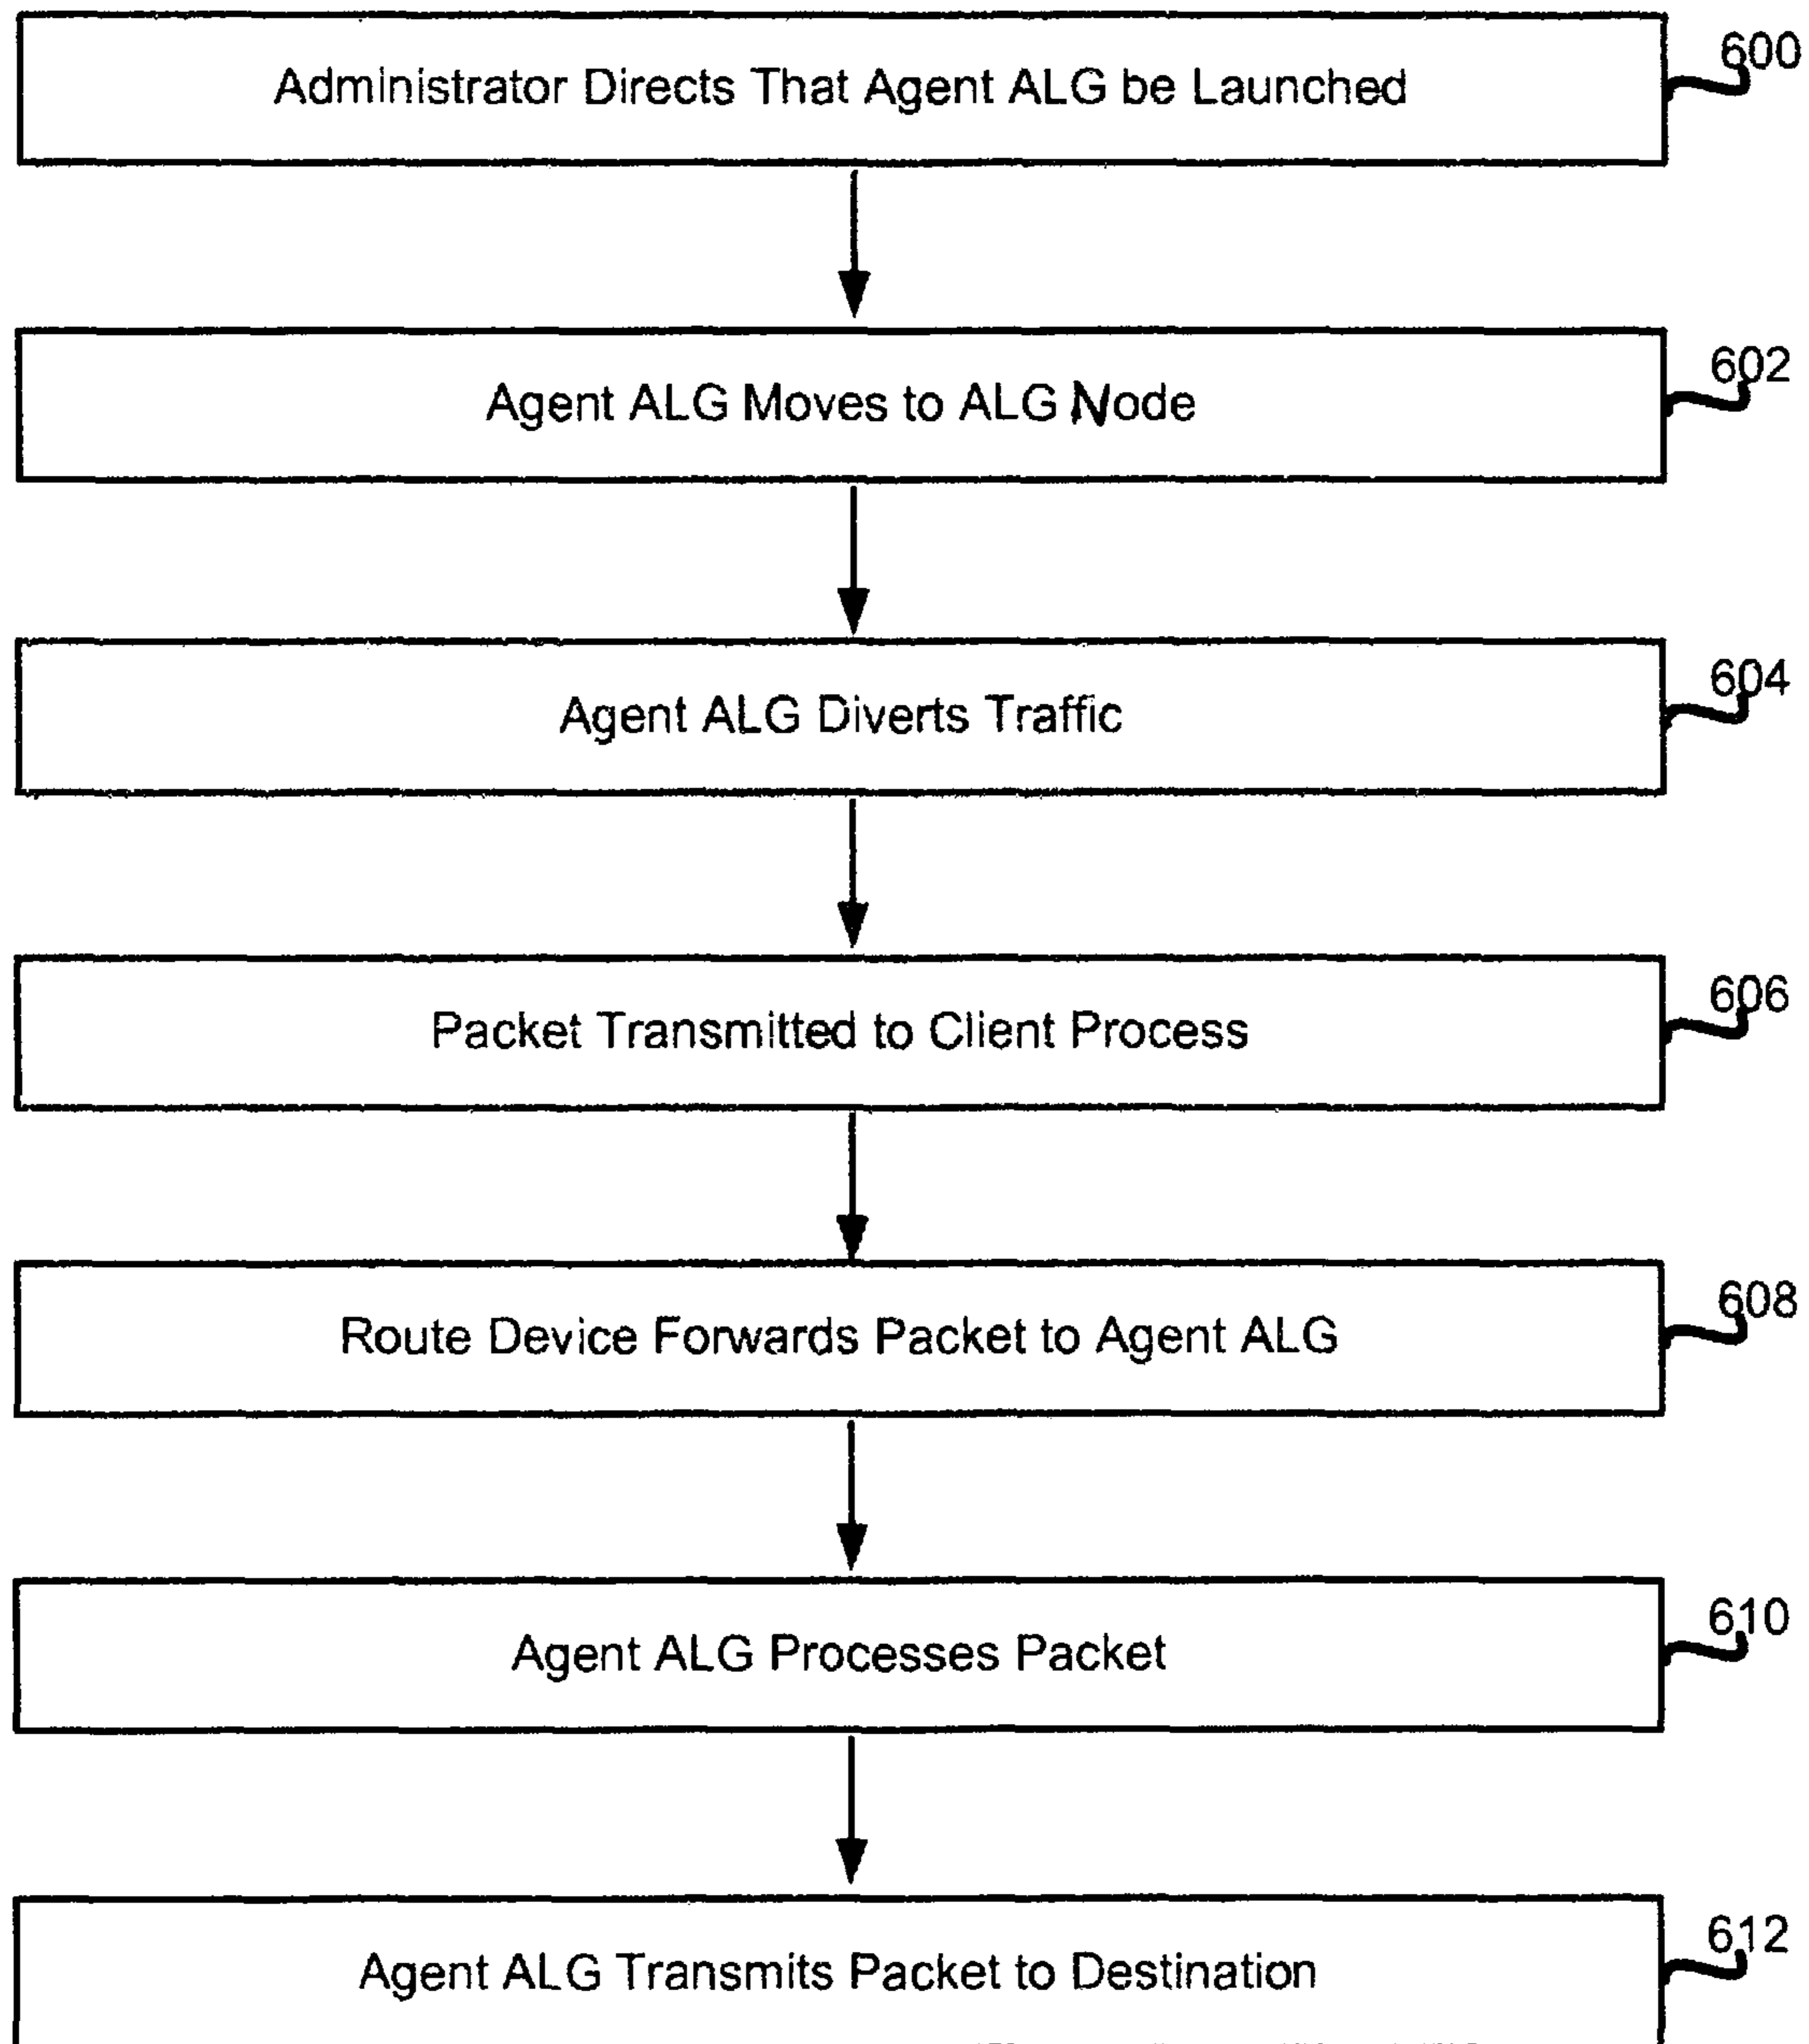 Administrator Directs That Agent ALG be Launched
600
Agent ALG Moves to ALG Node
602
Agent ALG Diverts Traffic
604
Packet Transmitted to Client Process
606
Route Device Forwards Packet to Agent ALG
608
Agent ALG Processes Packet
610
Agent ALG Transmits Packet to Destination
612